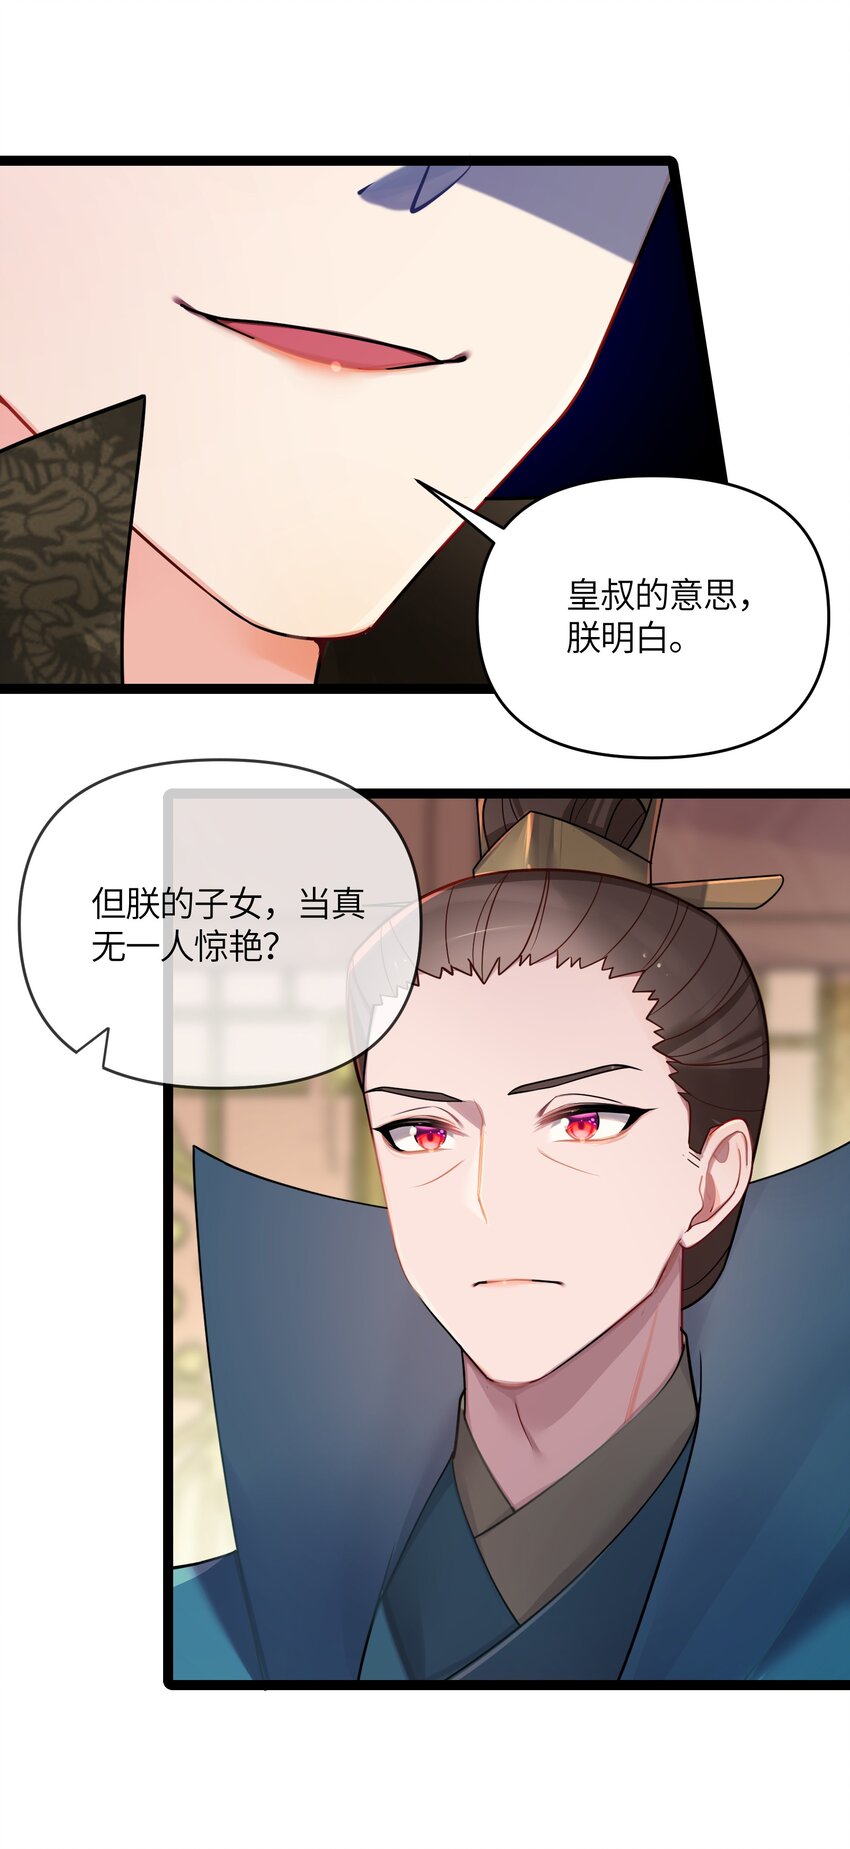 皇叔的意思，
朕明白。
但朕的子女，当真
无一人惊艳？